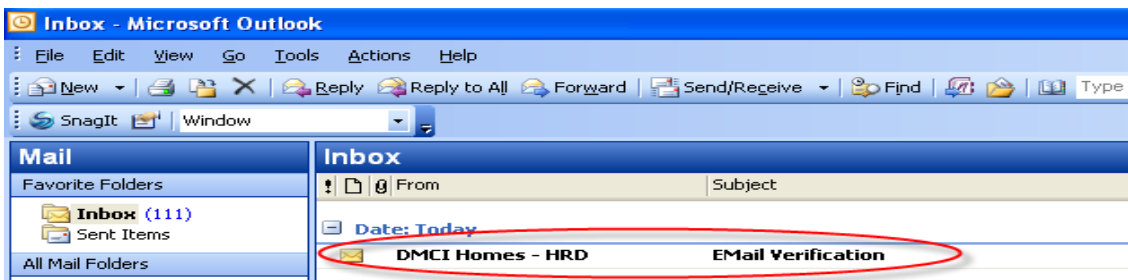 Inbox - Microsoft Outlook
File Edit View Go Tools Actions Help
New Reply Reply to All Forward Send/Receive Find Type
SnagIt Window
Mail Inbox
Favorite Folders From Subject
Inbox (111)
Date: Today
Sent Items
DMCI Homes - HRD EMail Verification
All Mail Folders